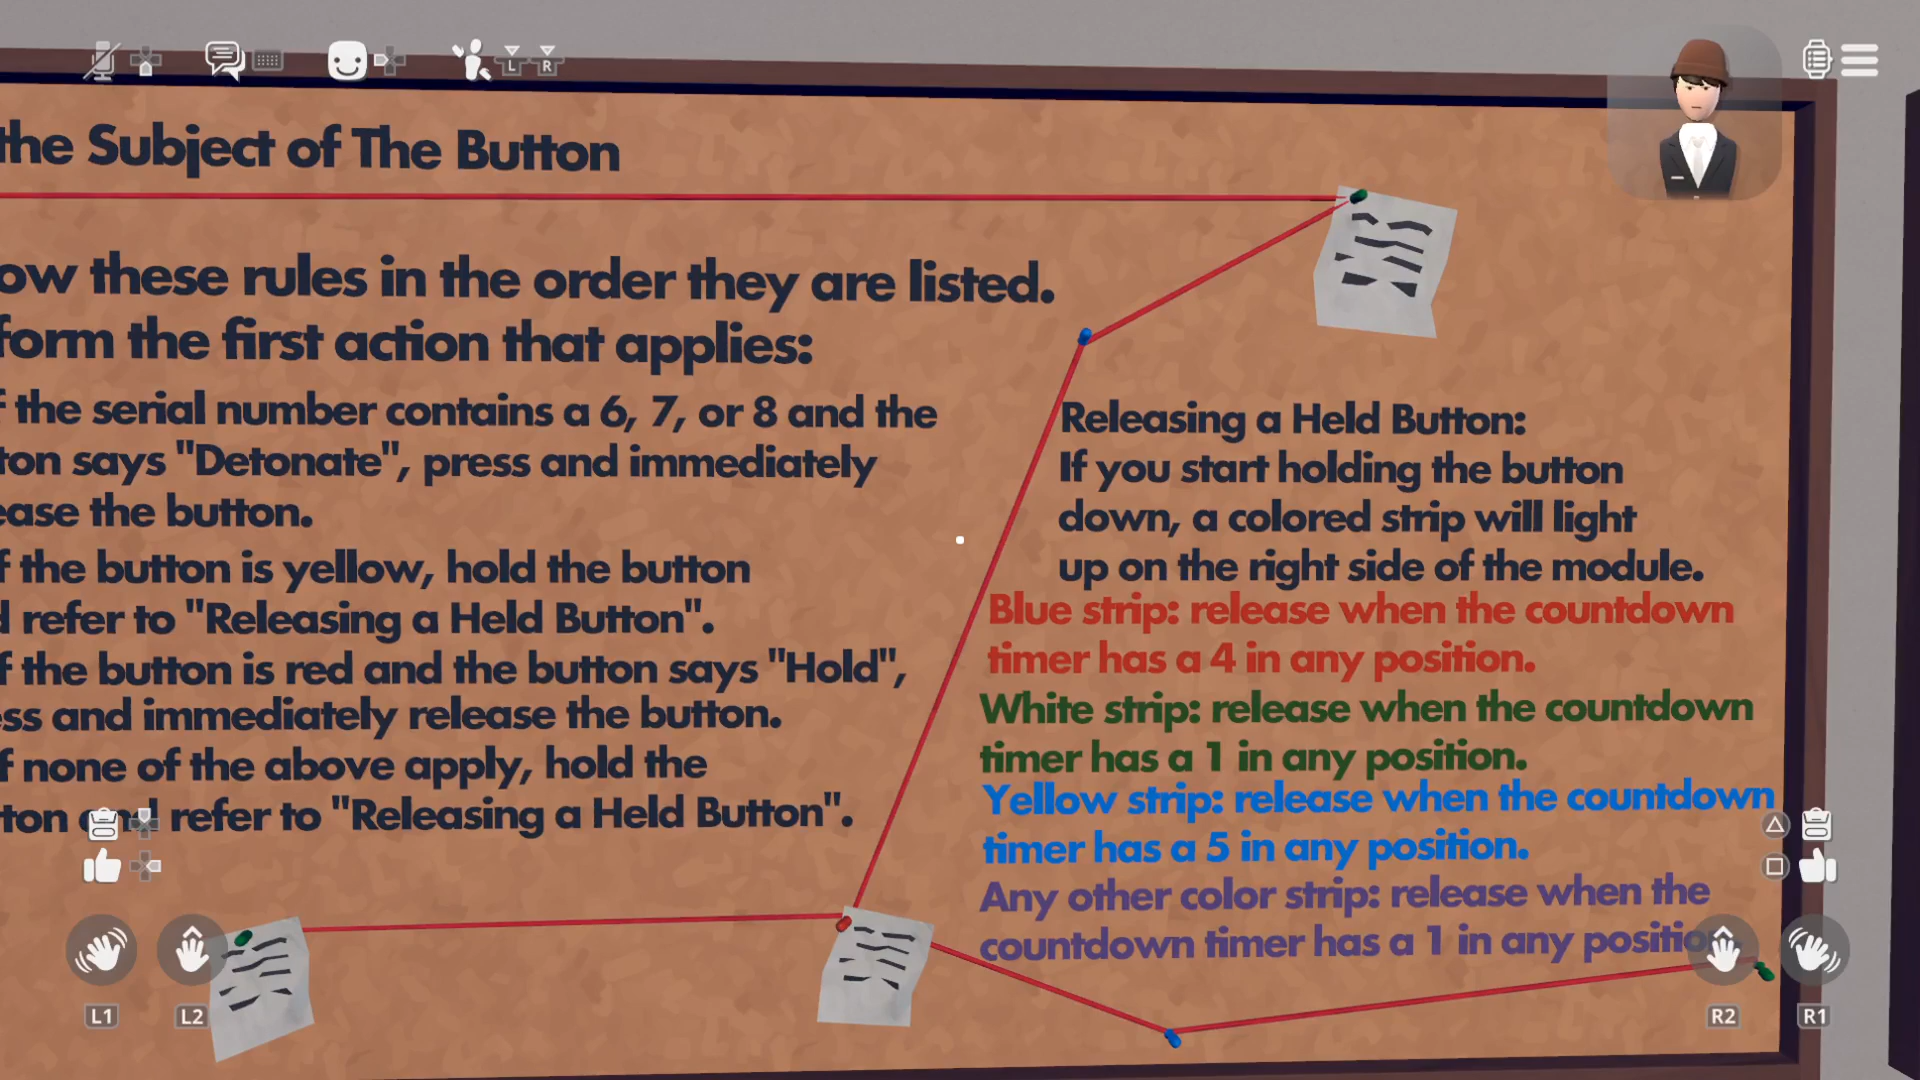 the Subject of The Button
ow these rules in the order they are listed.
form the first action that applies:
f the serial number contains a 6, 7, or 8 and the
ton says "Detonate", press and immediately
ease the button.
f the button is yellow, hold the button
d refer to "Releasing a Held Button".
f the button is red and the button says "Hold",
ess and immediately release the button.
f none of the above apply, hold the
ton and refer to "Releasing a Held Button".
Releasing a Held Button:
If you start holding the button
down, a colored strip will light
up on the right side of the module.
Blue strip: release when the countdown
timer has a 4 in any position.
White strip: release when the countdown
timer has a 1 in any position.
Yellow strip: release when the countdown
timer has a 5 in any position.
Any other color strip: release when the
countdown timer has a 1 in any position.
L R
L1 L2
R2 R1